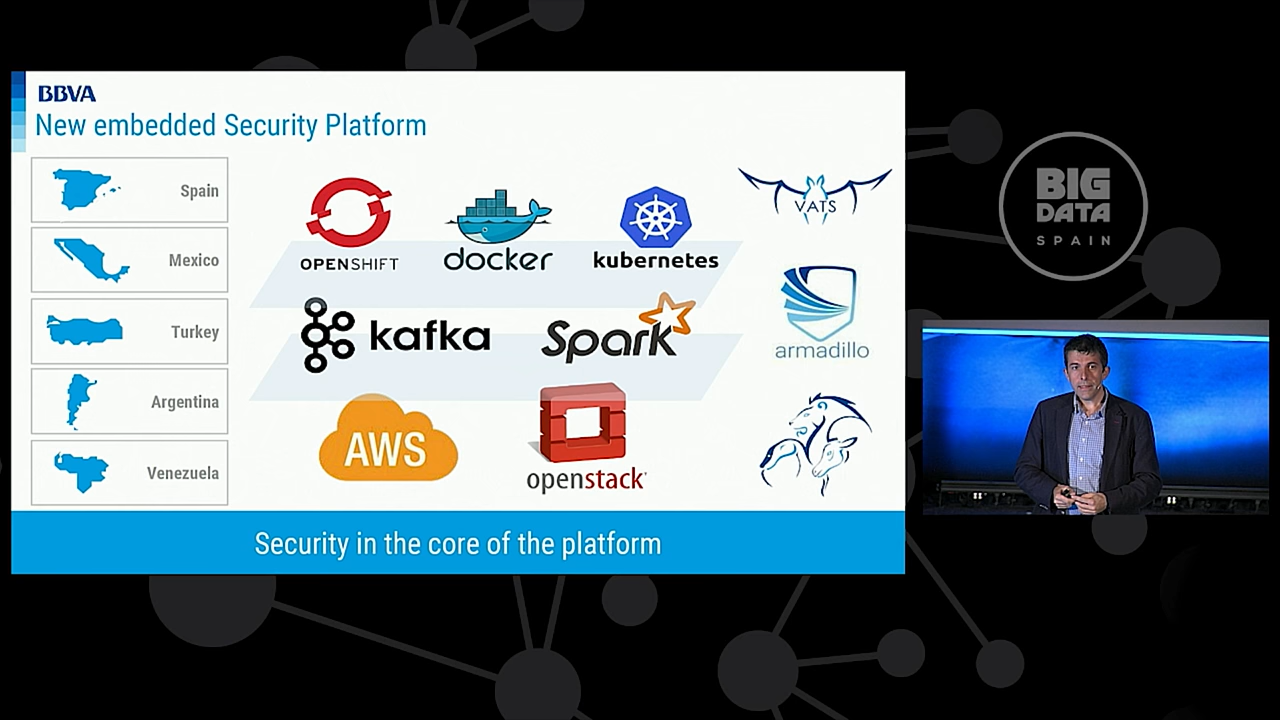 BBVA
New embedded Security Platform
Spain
Mexico
Turkey
Argentina
Venezuela
OPENSHIFT
docker
kubernetes
kafka
Spark
AWS
openstack
VATS
armadillo
Security in the core of the platform
BIG
DATA
SPAIN